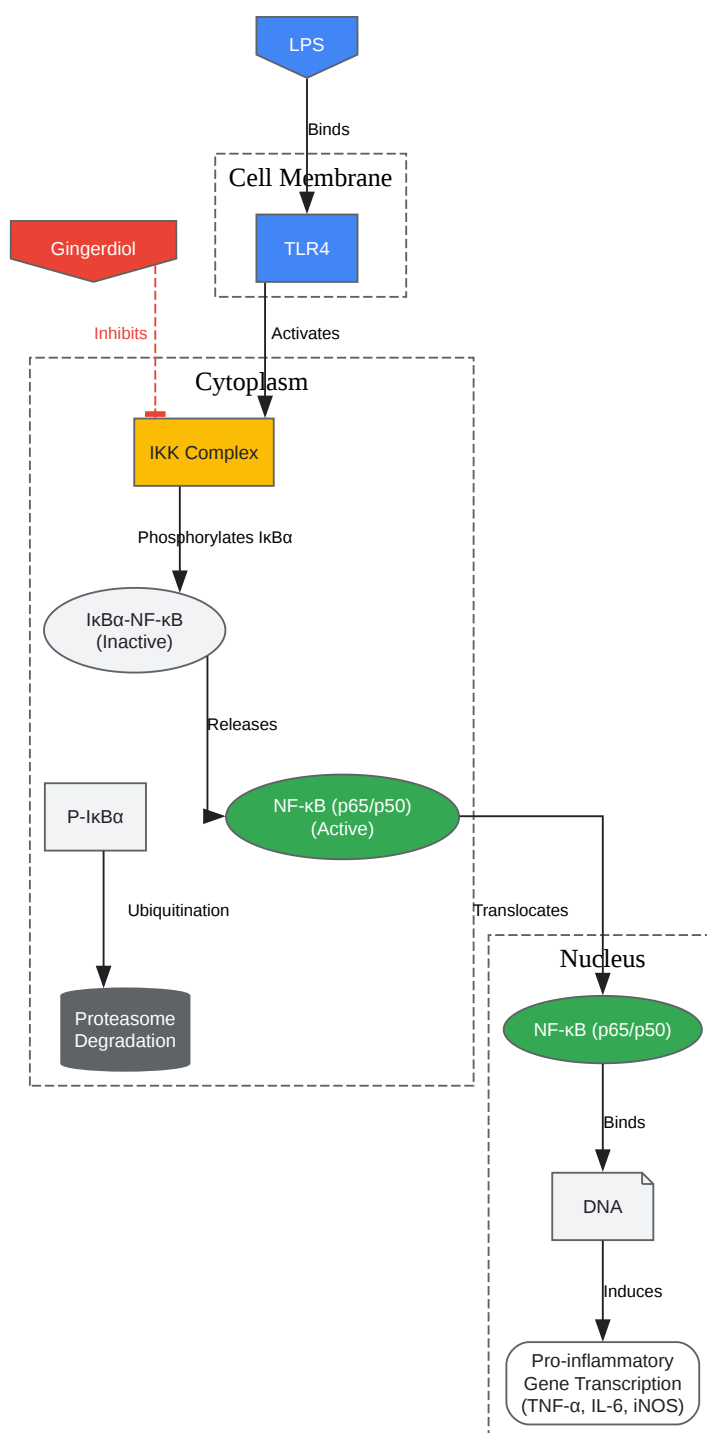 LPS
Binds
Cell Membrane
TLR4
Gingerdiol
Inhibits
Activates
Cytoplasm
IKK Complex
Phosphorylates IκBα
IκBα-NF-κB
(Inactive)
Releases
P-IκBα
NF-κB (p65/p50)
(Active)
Ubiquitination
Translocates
Nucleus
Proteasome
Degradation
NF-κB (p65/p50)
Binds
DNA
Induces
Pro-inflammatory
Gene Transcription
(TNF-α, IL-6, iNOS)